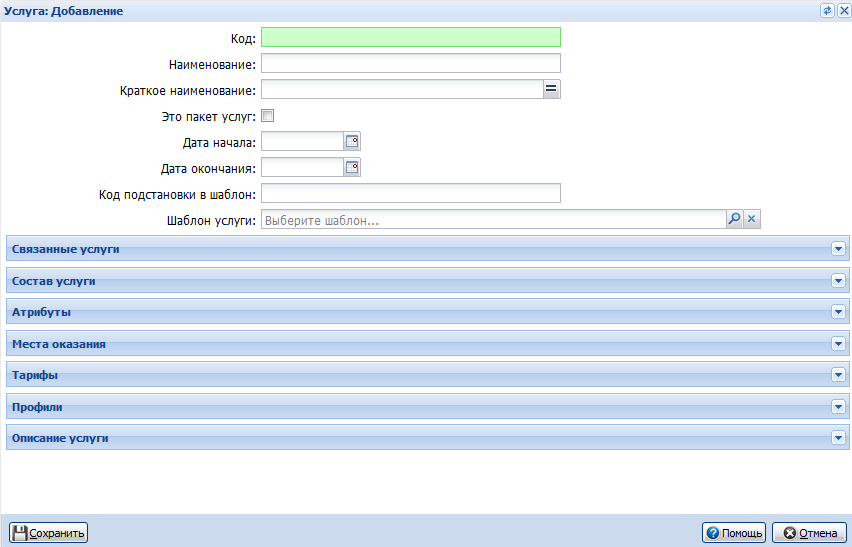 Услуга: Добавление
Код:
Наименование:
Краткое наименование:
Это пакет услуг:
Дата начала:
Дата окончания:
Код подстановки в шаблон:
Шаблон услуги: Выберите шаблон...
Связанные услуги
Состав услуги
Атрибуты
Места оказания
Тарифы
Профили
Описание услуги
Сохранить Помощь Отмена